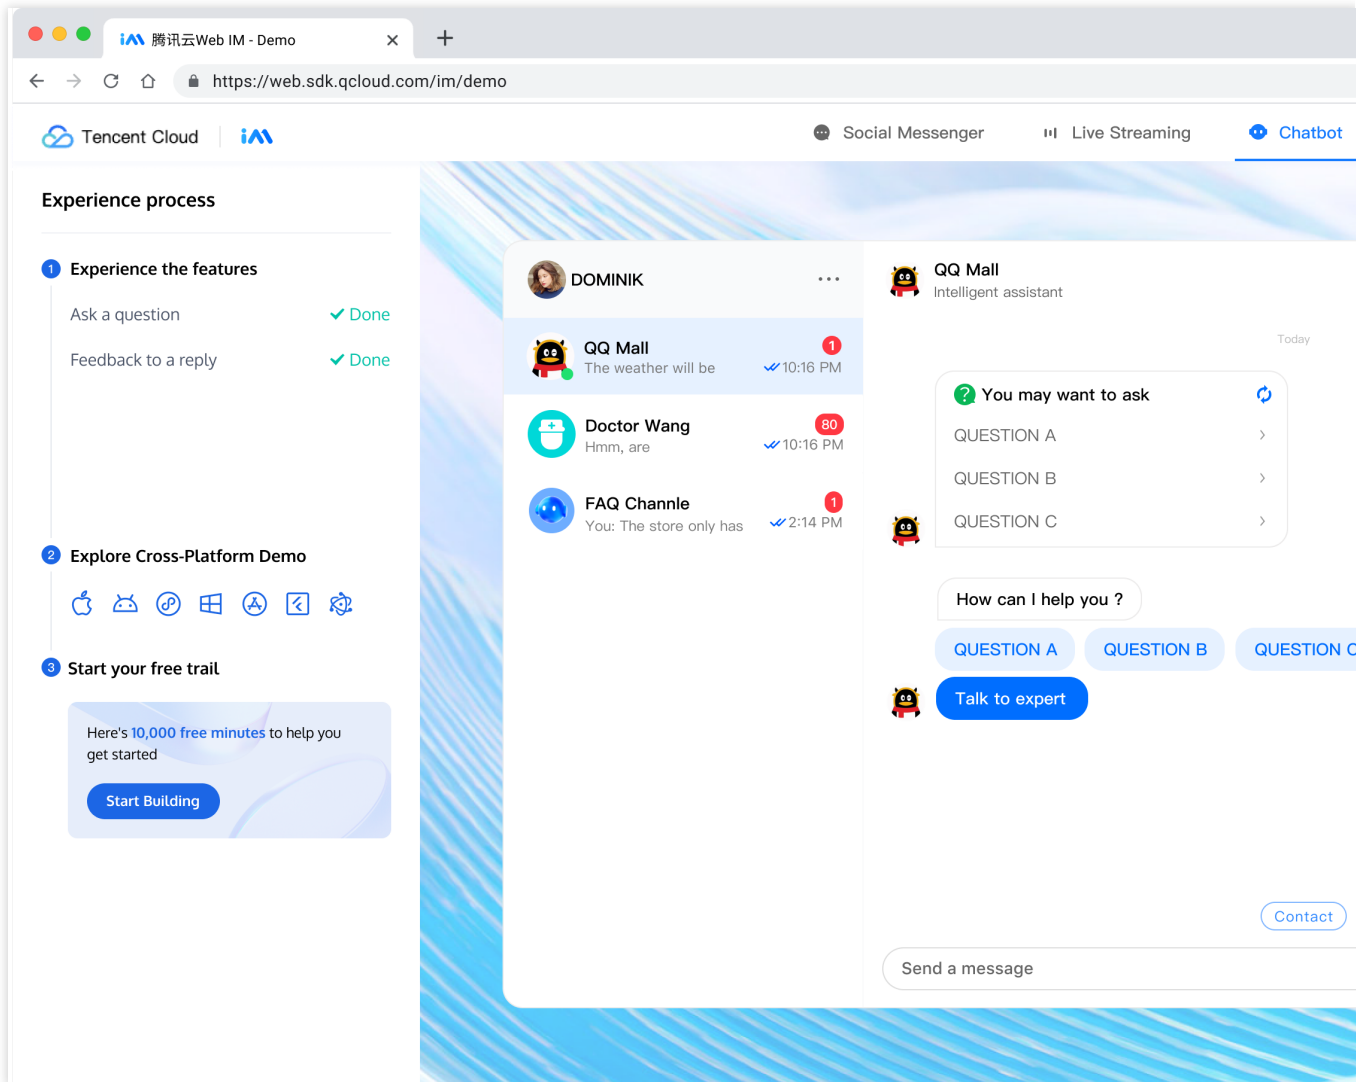 腾讯云Web IM - Demo
https://web.sdk.qcloud.com/im/demo
Tencent Cloud
im
Social Messenger
Live Streaming
Chatbot
Experience process
1 Experience the features
Ask a question
Done
Feedback to a reply
Done
2 Explore Cross-Platform Demo
3 Start your free trail
Here's 10,000 free minutes to help you
get started
Start Building
DOMINIK
QQ Mall
1
The weather will be
10:16 PM
Doctor Wang
80
Hmm, are
10:16 PM
FAQ Channle
1
You: The store only has
2:14 PM
QQ Mall
Intelligent assistant
Today
? You may want to ask
QUESTION A
QUESTION B
QUESTION C
How can I help you ?
QUESTION A
QUESTION B
QUESTION C
Talk to expert
Contact
Send a message